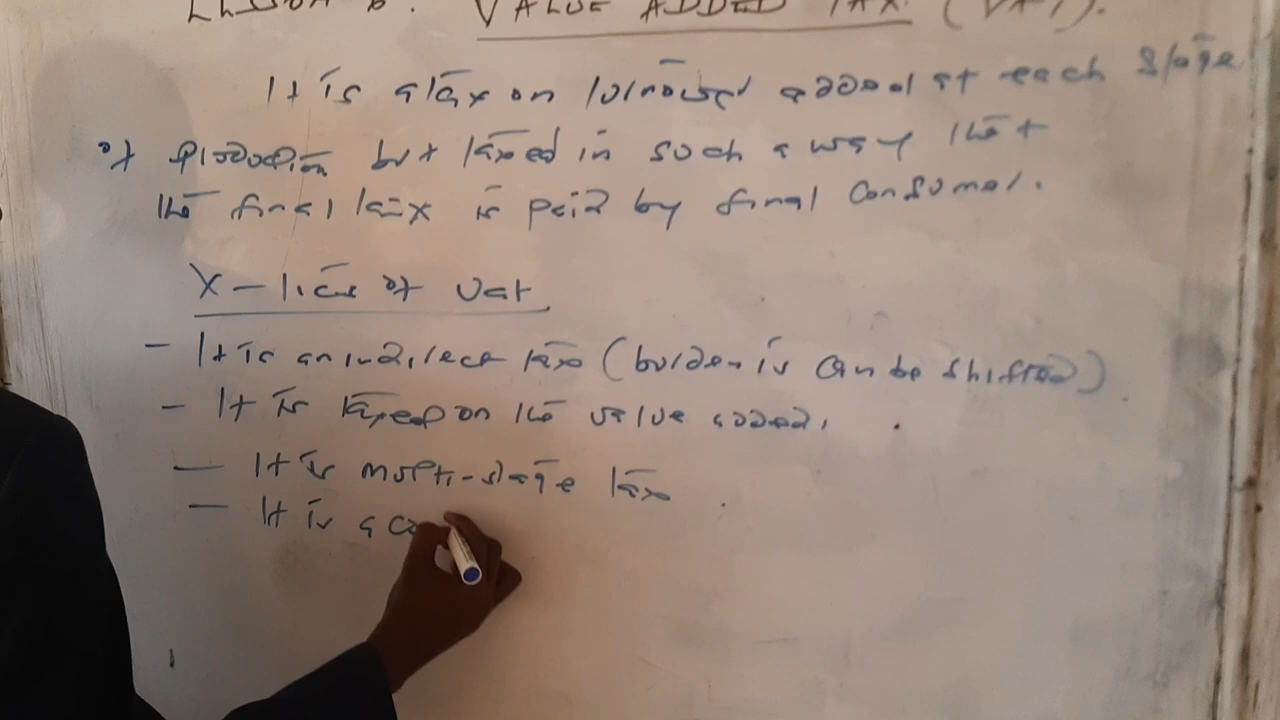 LESSON 6: VALUE ADDED TAX. (VAT).
It is a tax on added at each stage
of production but taxed in such a way that
the final tax is paid by final consumer.
X-tics of Vat
- It is an indirect tax (burden is can be shifted)
- It is taxed on the value added.
- It is multi-stage tax
- It is a co